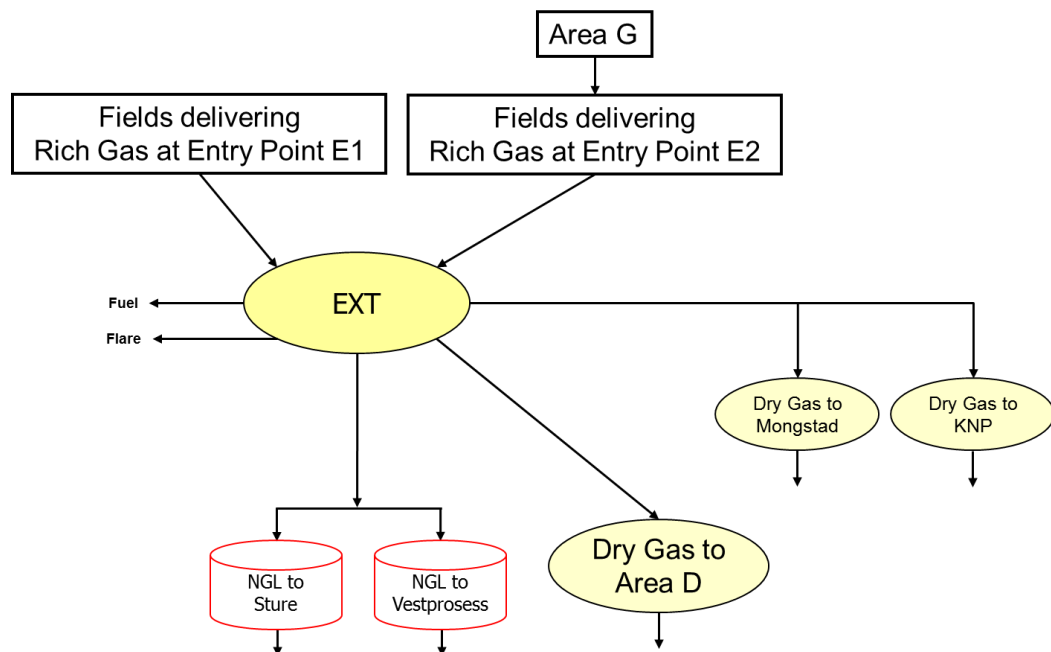 Area G
Fields delivering
Rich Gas at Entry Point E1
Fields delivering
Rich Gas at Entry Point E2
EXT
Fuel
Flare
Dry Gas to
Mongstad
Dry Gas to
KNP
NGL to
Sture
NGL to
Vestprosess
Dry Gas to
Area D